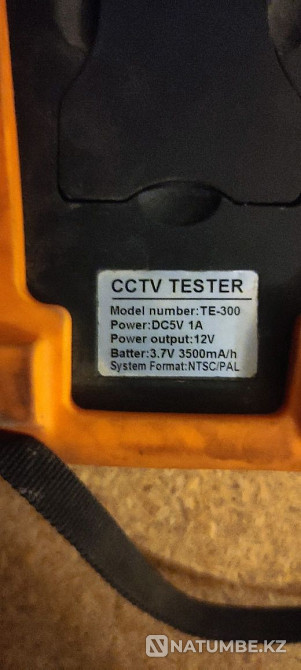 CCTV TESTER
Model number:TE-300
Power:DC5V 1A
Power output:12V
Batter:3.7V 3500mA/h
System Format:NTSC/PAL
NATUMBE.KZ